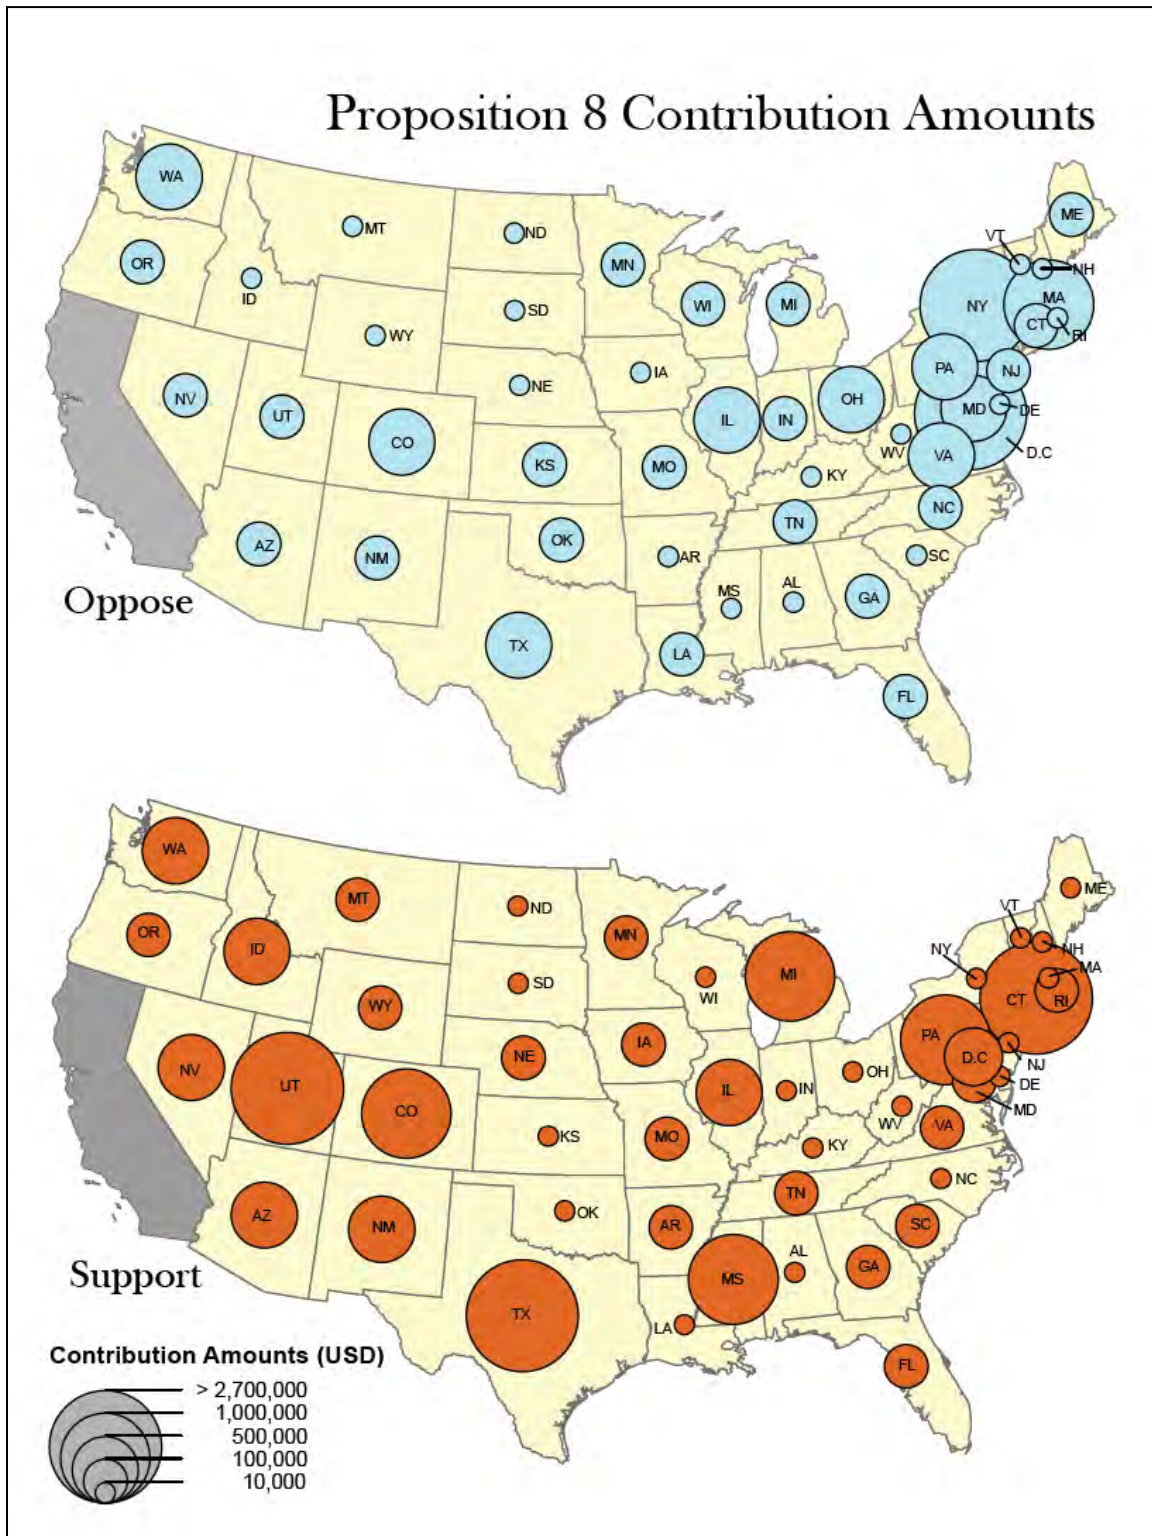 Proposition 8 Contribution Amounts
WA
MT
ND
ME
VT
OR
ID
MN
NH
WI
MI
NY
MA
SD
CT
RI
WY
IA
PA
NJ
NE
NV
UT
OH
MD
DE
CO
IL
IN
D.C
WV
VA
KS
MO
KY
NC
TN
AZ
NM
OK
AR
SC
MS
AL
GA
Oppose
TX
LA
FL
WA
MT
ND
ME
VT
OR
ID
MN
NY
NH
MA
MI
WI
SD
CT
RI
WY
PA
NE
IA
D.C
NV
NJ
UT
OH
DE
CO
IL
IN
MD
WV
VA
KS
MO
KY
NC
TN
AZ
NM
OK
AR
SC
AL
GA
MS
Support
TX
LA
FL
Contribution Amounts (USD)
> 2,700,000
1,000,000
500,000
100,000
10,000